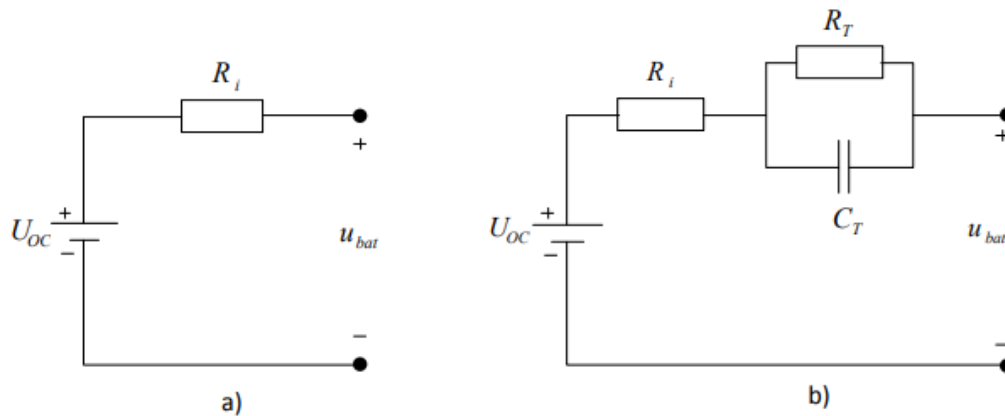 R_i
+
+
U_OC
−
u_bat
−
a)
R_T
R_i
+
+
C_T
U_OC
−
u_bat
−
b)